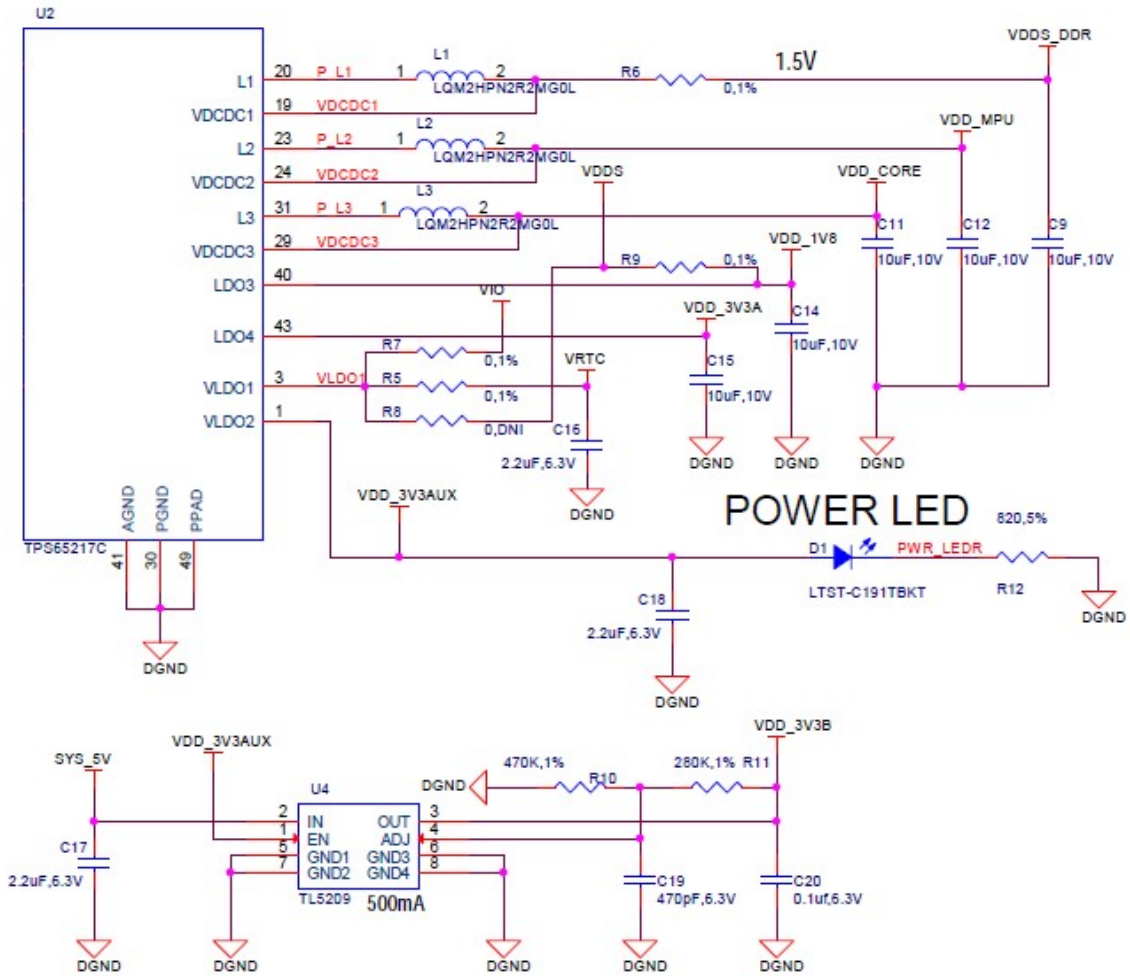 U2
VDDS_DDR
L1
1.5V
L1 20 P_L1 1 2 R6
LQM2HPN2R2MG0L 0,1%
VDCDC1 19 VDCDC1
L2 VDD_MPU
L2 23 P_L2 1 2
LQM2HPN2R2MG0L
VDCDC2 24 VDCDC2
L3 VDDS VDD_CORE
L3 31 P_L3 1 2
LQM2HPN2R2MG0L
C11 C12 C9
VDCDC3 29 VDCDC3
VDD_1V8
10uF,10V 10uF,10V 10uF,10V
R9 0,1%
LDO3 40
VIO
VDD_3V3A
C14
10uF,10V
LDO4 43
R7
0,1%
VRTC
C15
10uF,10V
VLDO1 3 VLDO1 R5
0,1%
VLDO2 1
R8
0,DNI
C16
2.2uF,6.3V
DGND DGND DGND
DGND
VDD_3V3AUX
POWER LED
820,5%
AGND PGND PPAD
TPS65217C
41 30 49
D1 PWR_LEDR
LTST-C191TBKT R12
C18
2.2uF,6.3V
DGND
DGND
DGND
VDD_3V3B
SYS_5V VDD_3V3AUX
470K,1% 280K,1% R11
DGND R10
U4
2 IN OUT 3
1 EN ADJ 4
5 GND1 GND3 6
7 GND2 GND4 8
C17
2.2uF,6.3V
TL5209 500mA
C19
470pF,6.3V
C20
0.1uf,6.3V
DGND DGND DGND DGND DGND